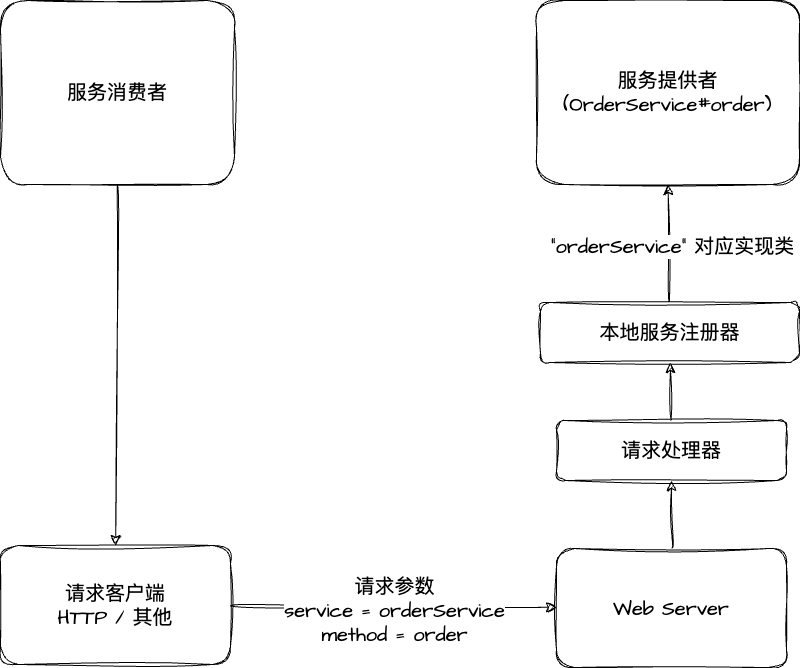 服务消费者
服务提供者
(OrderService#order)
"orderService" 对应实现类
本地服务注册器
请求处理器
请求客户端
HTTP / 其他
请求参数
service = orderService
method = order
Web Server